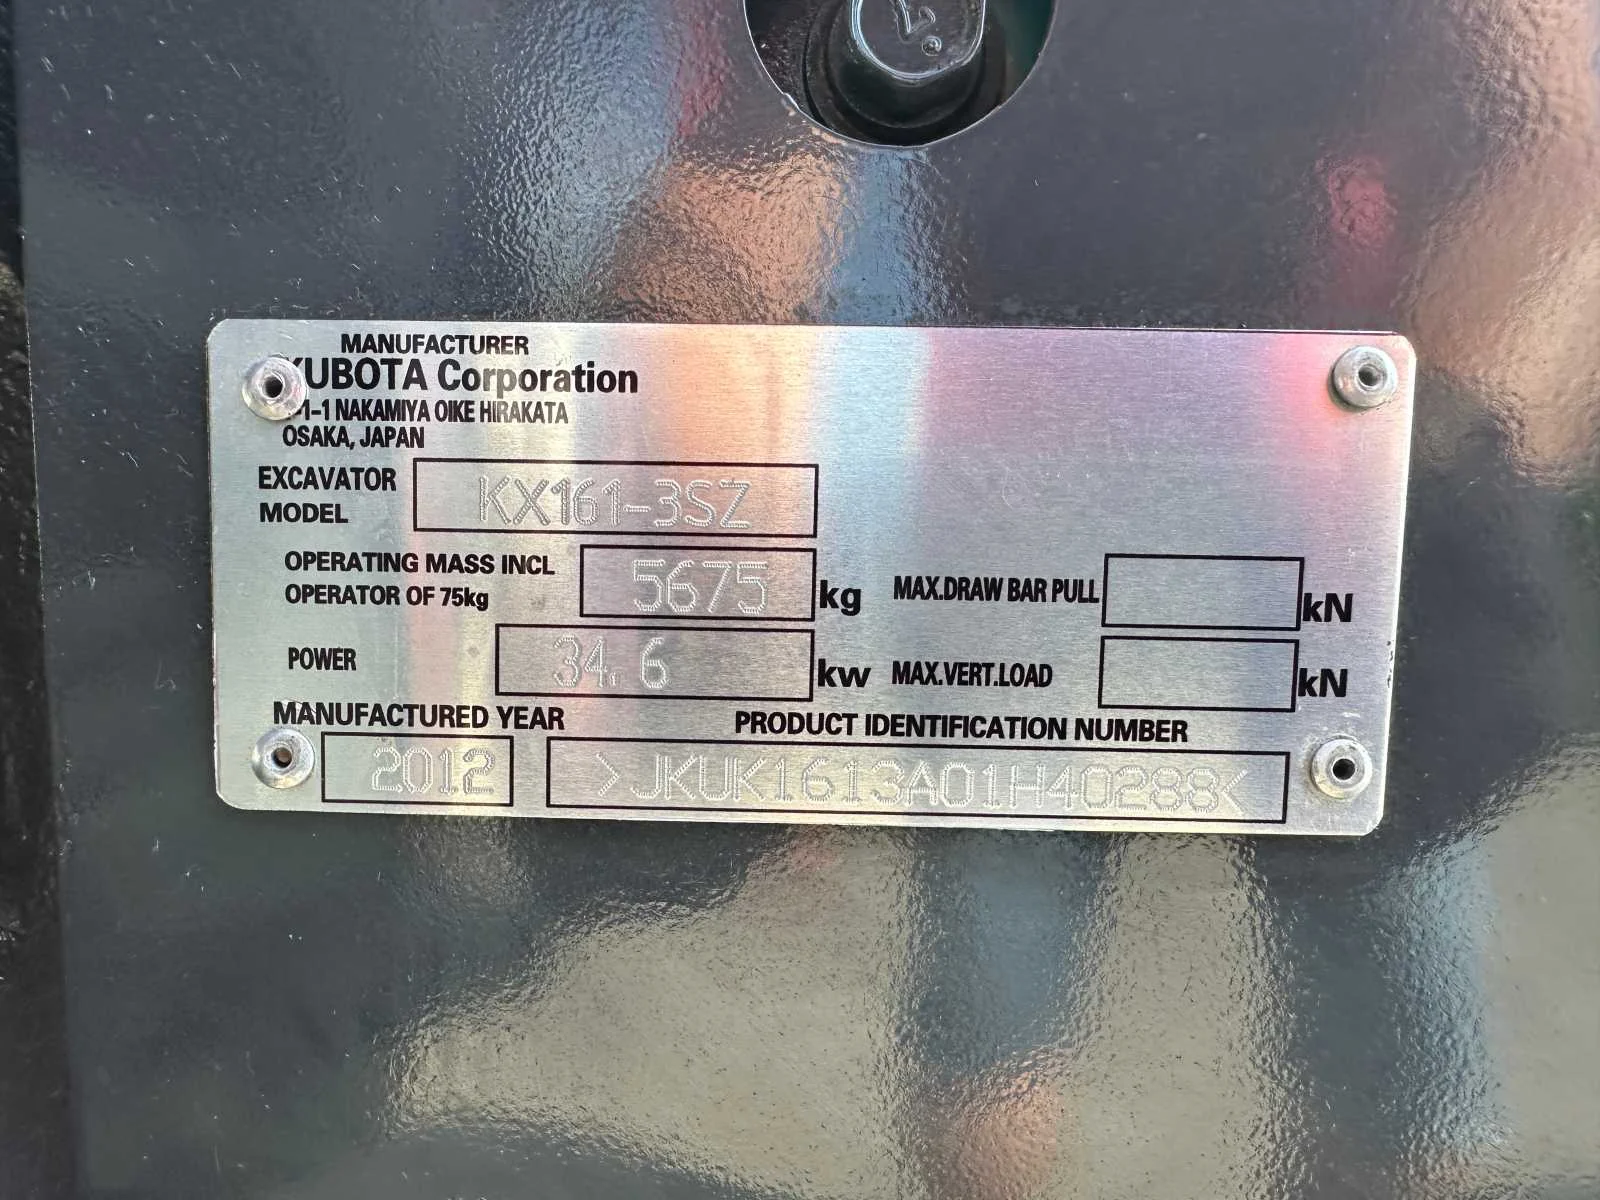 MANUFACTURER
KUBOTA Corporation
-1-1 NAKAMIYA OIKE HIRAKATA
OSAKA, JAPAN
EXCAVATOR MODEL KX161-3SZ
OPERATING MASS INCL OPERATOR OF 75kg 5675 kg
MAX.DRAW BAR PULL kN
POWER 34.6 kw
MAX.VERT.LOAD kN
MANUFACTURED YEAR
PRODUCT IDENTIFICATION NUMBER
2012
>JKUK1613A01H40288<